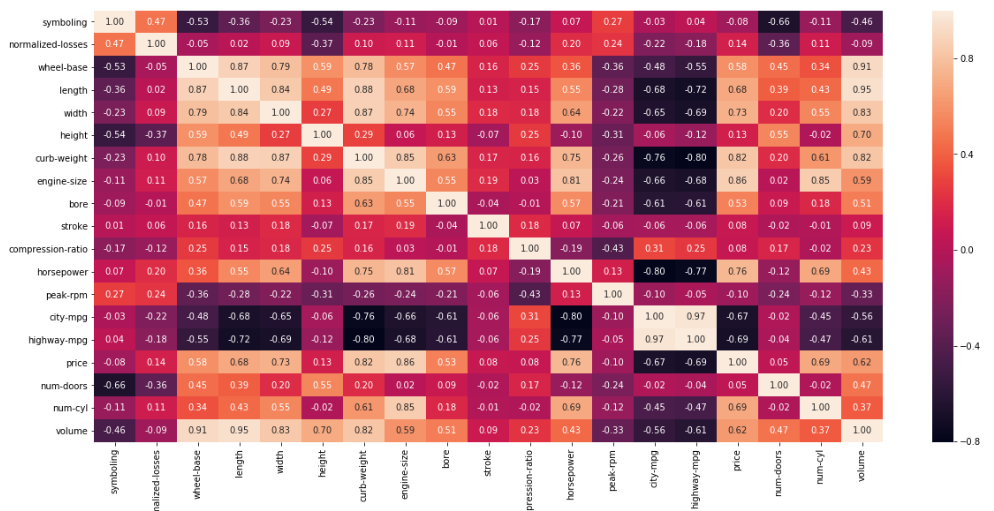 symboling 1.00 0.47 -0.53 -0.36 -0.23 -0.54 -0.23 -0.11 -0.09 0.01 -0.17 0.07 0.27 -0.03 0.04 -0.08 -0.66 -0.11 -0.46
normalized-losses 0.47 1.00 -0.05 0.02 0.09 -0.37 0.10 0.11 -0.01 0.06 -0.12 0.20 0.24 -0.22 -0.18 0.14 -0.36 0.11 -0.09
wheel-base -0.53 -0.05 1.00 0.87 0.79 0.59 0.78 0.57 0.47 0.16 0.25 0.36 -0.36 -0.48 -0.55 0.58 0.45 0.34 0.91
length -0.36 0.02 0.87 1.00 0.84 0.49 0.88 0.68 0.59 0.13 0.15 0.55 -0.28 -0.68 -0.72 0.68 0.39 0.43 0.95
width -0.23 0.09 0.79 0.84 1.00 0.27 0.87 0.74 0.55 0.18 0.18 0.64 -0.22 -0.65 -0.69 0.73 0.20 0.55 0.83
height -0.54 -0.37 0.59 0.49 0.27 1.00 0.29 0.06 0.13 -0.07 0.25 -0.10 -0.31 -0.06 -0.12 0.13 0.55 -0.02 0.70
curb-weight -0.23 0.10 0.78 0.88 0.87 0.29 1.00 0.85 0.63 0.17 0.16 0.75 -0.26 -0.76 -0.80 0.82 0.20 0.61 0.82
engine-size -0.11 0.11 0.57 0.68 0.74 0.06 0.85 1.00 0.55 0.19 0.03 0.81 -0.24 -0.66 -0.68 0.86 0.02 0.85 0.59
bore -0.09 -0.01 0.47 0.59 0.55 0.13 0.63 0.55 1.00 -0.04 -0.01 0.57 -0.21 -0.61 -0.61 0.53 0.09 0.18 0.51
stroke 0.01 0.06 0.16 0.13 0.18 -0.07 0.17 0.19 -0.04 1.00 0.18 0.07 -0.06 -0.06 -0.06 0.08 -0.02 -0.01 0.09
compression-ratio -0.17 -0.12 0.25 0.15 0.18 0.25 0.16 0.03 -0.01 0.18 1.00 -0.19 -0.43 0.31 0.25 0.08 0.17 -0.02 0.23
horsepower 0.07 0.20 0.36 0.55 0.64 -0.10 0.75 0.81 0.57 0.07 -0.19 1.00 0.13 -0.80 -0.77 0.76 -0.12 0.69 0.43
peak-rpm 0.27 0.24 -0.36 -0.28 -0.22 -0.31 -0.26 -0.24 -0.21 -0.06 -0.43 0.13 1.00 -0.10 -0.05 -0.10 -0.24 -0.12 -0.33
city-mpg -0.03 -0.22 -0.48 -0.68 -0.65 -0.06 -0.76 -0.66 -0.61 -0.06 0.31 -0.80 -0.10 1.00 0.97 -0.67 -0.02 -0.45 -0.56
highway-mpg 0.04 -0.18 -0.55 -0.72 -0.69 -0.12 -0.80 -0.68 -0.61 -0.06 0.25 -0.77 -0.05 0.97 1.00 -0.69 -0.04 -0.47 -0.61
price -0.08 0.14 0.58 0.68 0.73 0.13 0.82 0.86 0.53 0.08 0.08 0.76 -0.10 -0.67 -0.69 1.00 0.05 0.69 0.62
num-doors -0.66 -0.36 0.45 0.39 0.20 0.55 0.20 0.02 0.09 -0.02 0.17 -0.12 -0.24 -0.02 -0.04 0.05 1.00 -0.02 0.47
num-cyl -0.11 0.11 0.34 0.43 0.55 -0.02 0.61 0.85 0.18 -0.01 -0.02 0.69 -0.12 -0.45 -0.47 0.69 -0.02 1.00 0.37
volume -0.46 -0.09 0.91 0.95 0.83 0.70 0.82 0.59 0.51 0.09 0.23 0.43 -0.33 -0.56 -0.61 0.62 0.47 0.37 1.00
symboling
nalized-losses
wheel-base
length
width
height
curb-weight
engine-size
bore
stroke
pression-ratio
horsepower
peak-rpm
city-mpg
highway-mpg
price
num-doors
num-cyl
volume
0.8
0.4
0.0
-0.4
-0.8